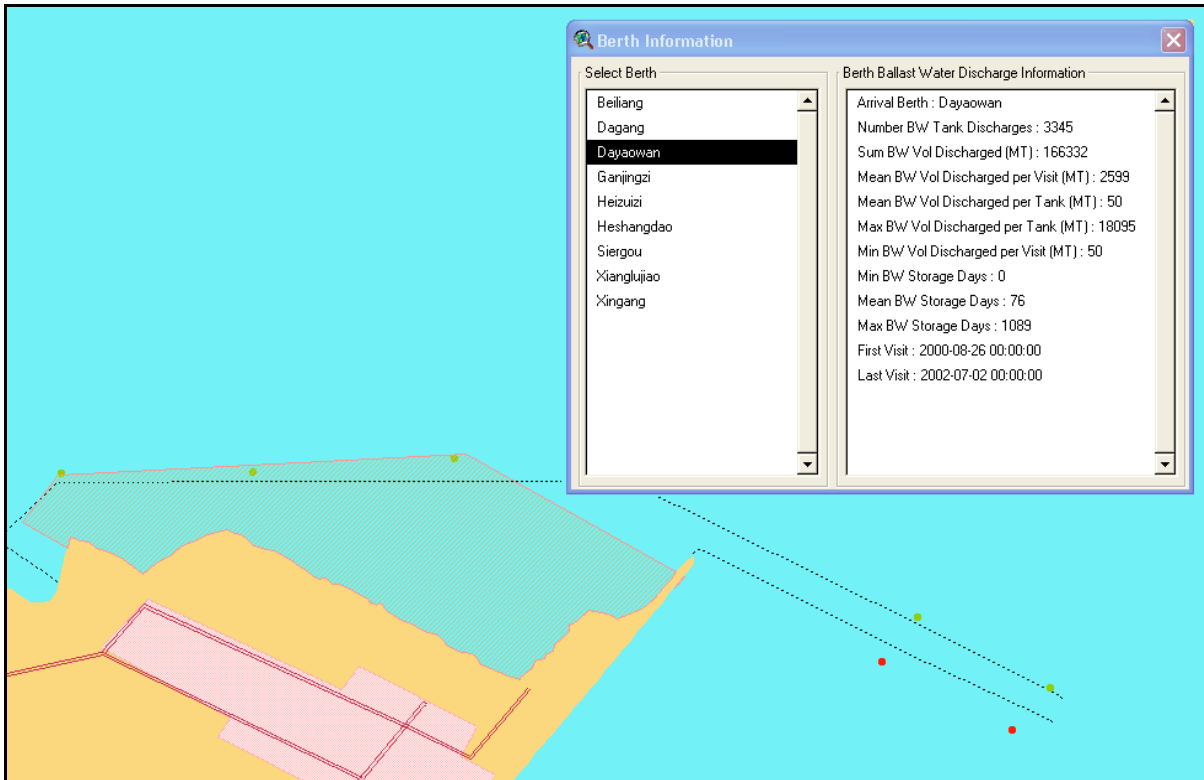 Berth Information
Select Berth
Beiliang
Dagang
Dayaowan
Ganjingzi
Heizuizi
Heshangdao
Siergou
Xianglujiao
Xingang
Berth Ballast Water Discharge Information
Arrival Berth : Dayaowan
Number BW Tank Discharges : 3345
Sum BW Vol Discharged (MT) : 166332
Mean BW Vol Discharged per Visit (MT) : 2599
Mean BW Vol Discharged per Tank (MT) : 50
Max BW Vol Discharged per Tank (MT) : 18095
Min BW Vol Discharged per Visit (MT) : 50
Min BW Storage Days : 0
Mean BW Storage Days : 76
Max BW Storage Days : 1089
First Visit : 2000-08-26 00:00:00
Last Visit : 2002-07-02 00:00:00